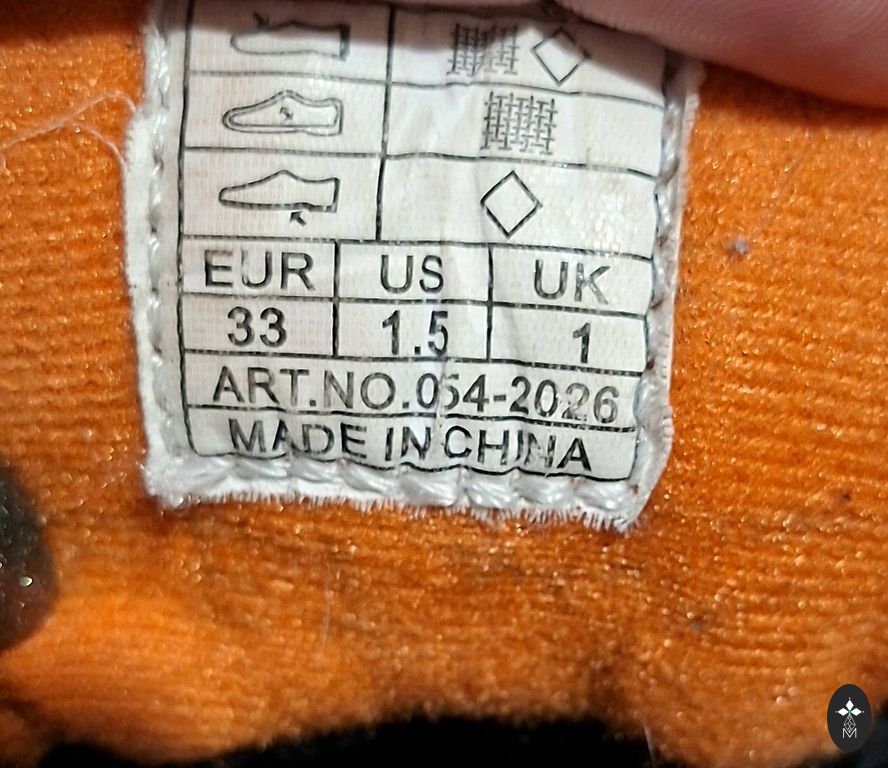 EUR US UK
33 1.5 1
ART.NO.054-2026
MADE IN CHINA